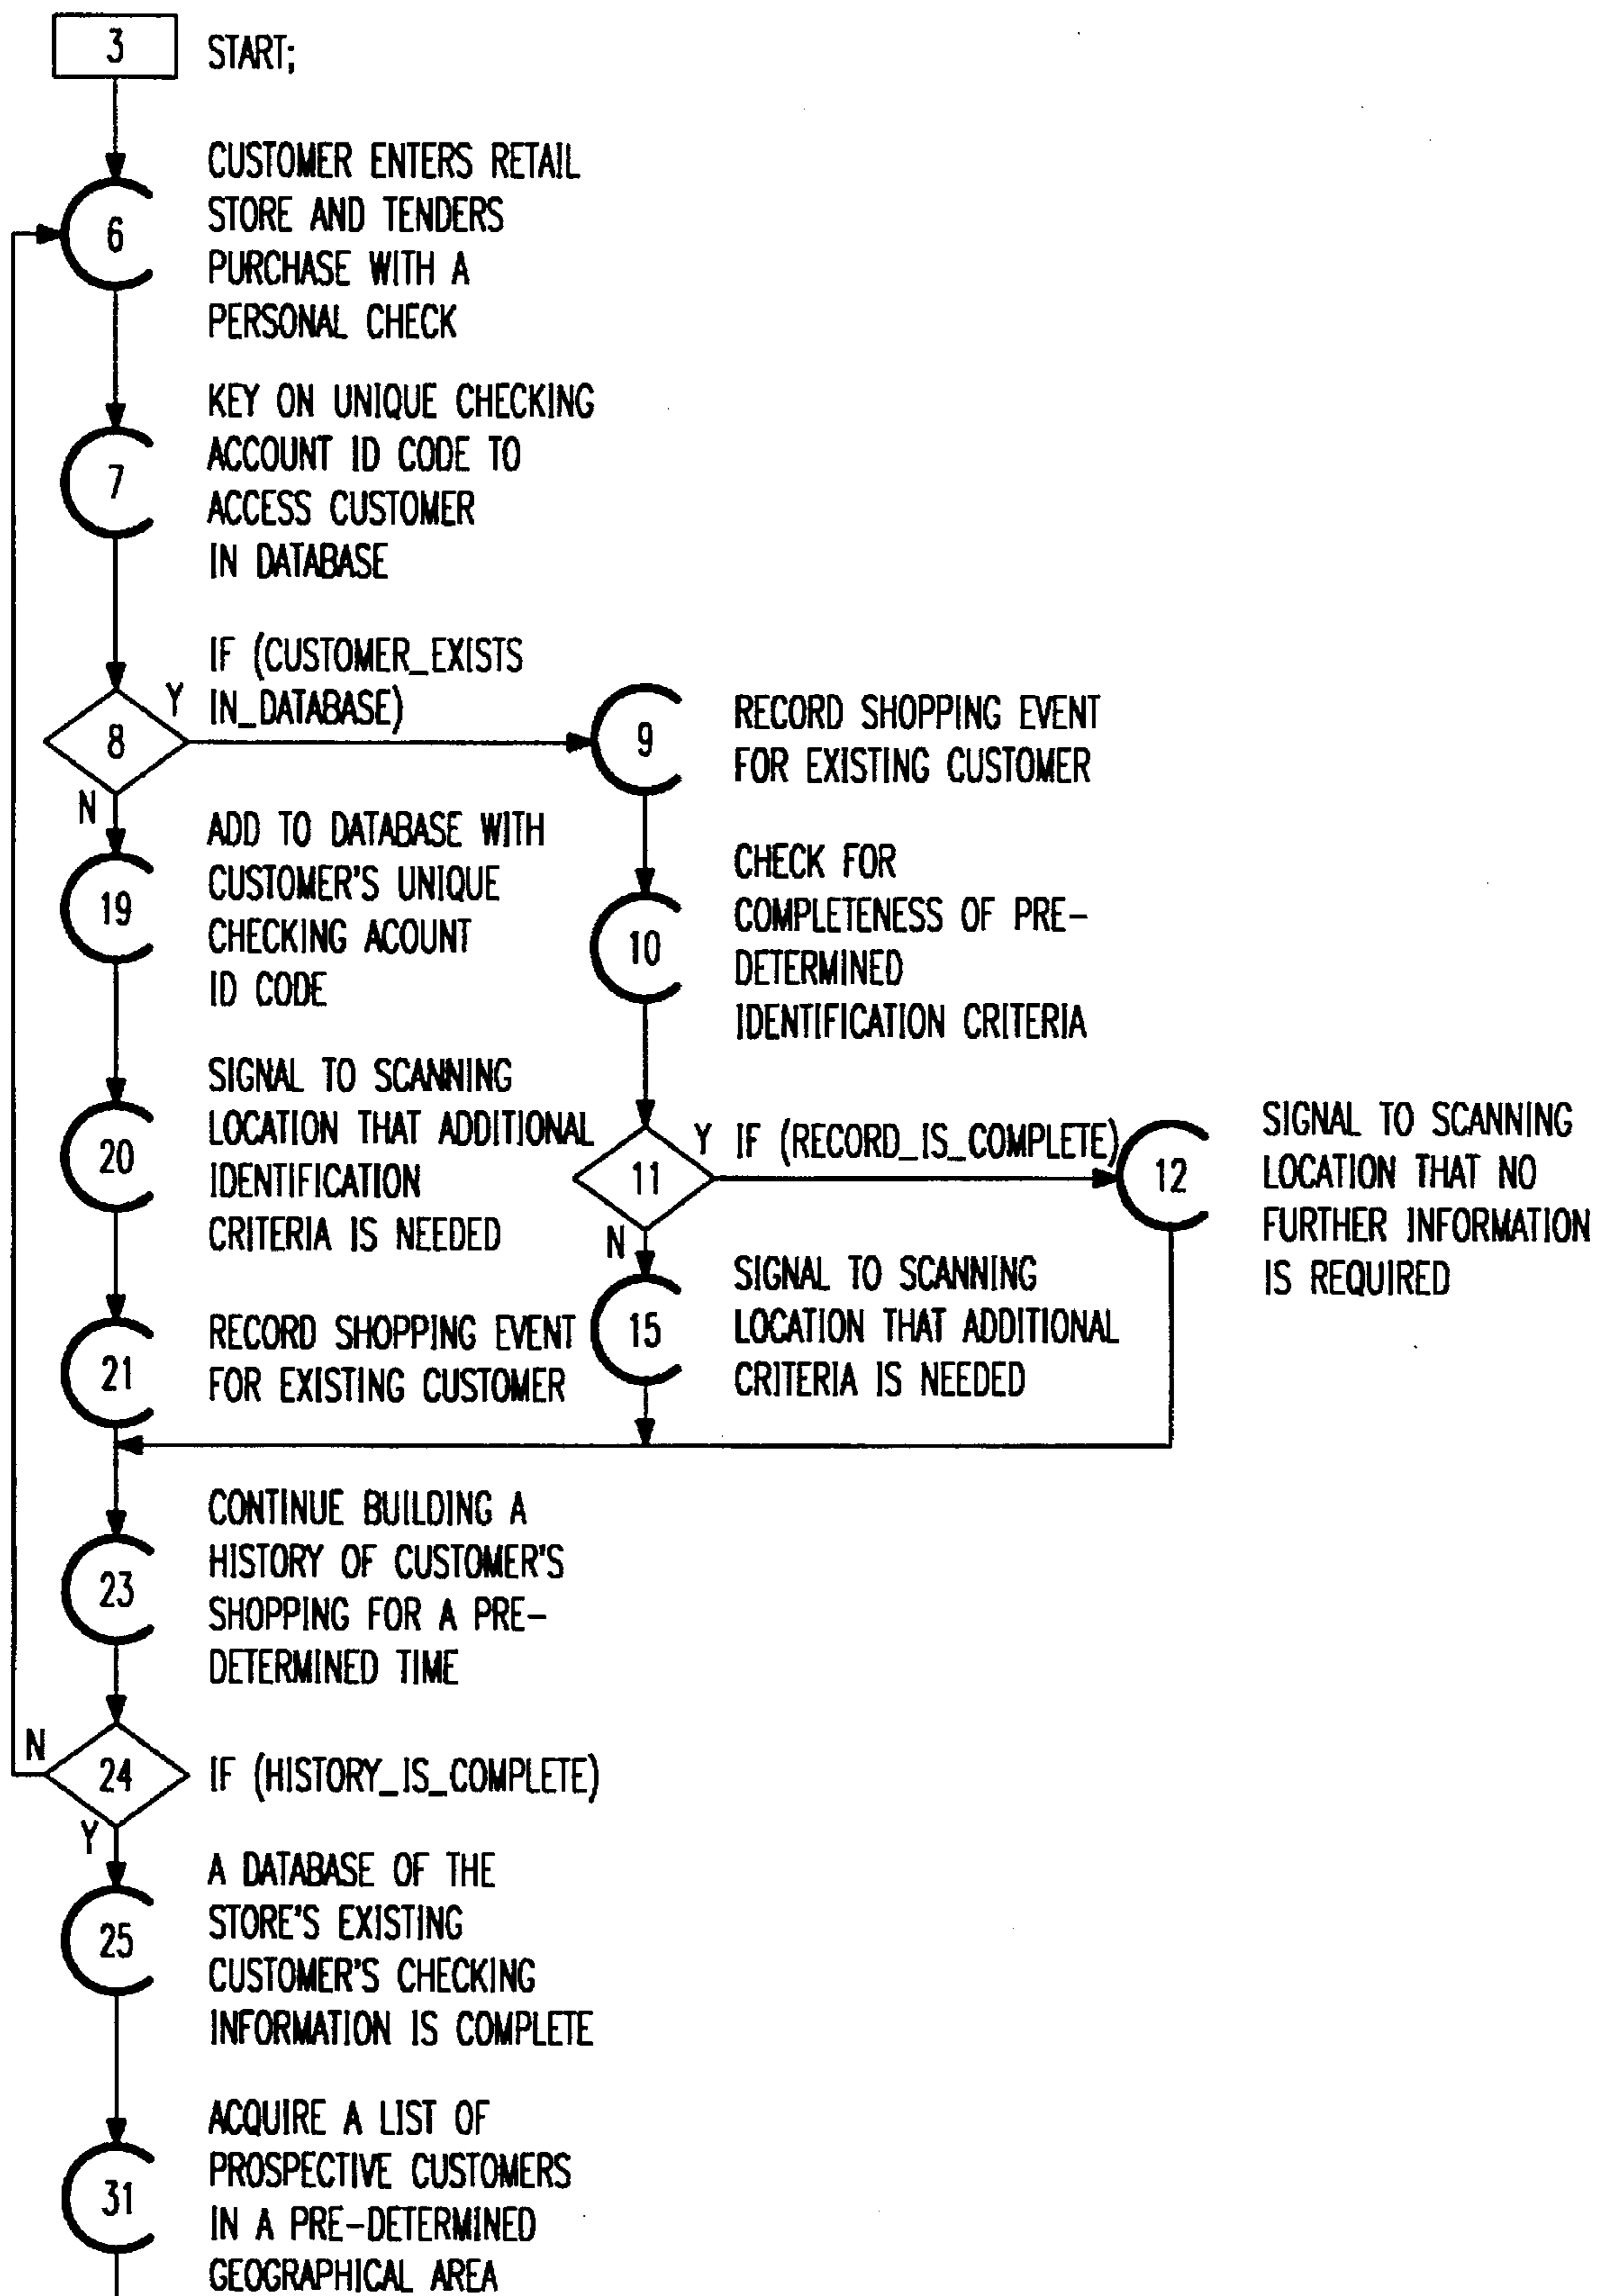 3 START;
CUSTOMER ENTERS RETAIL
STORE AND TENDERS
PURCHASE WITH A
PERSONAL CHECK
6
KEY ON UNIQUE CHECKING
ACCOUNT ID CODE TO
ACCESS CUSTOMER
IN DATABASE
7
IF (CUSTOMER_EXISTS
IN_DATABASE)
8
Y
N
9
RECORD SHOPPING EVENT
FOR EXISTING CUSTOMER
ADD TO DATABASE WITH
CUSTOMER'S UNIQUE
CHECKING ACOUNT
ID CODE
19
CHECK FOR
COMPLETENESS OF PRE-
DETERMINED
IDENTIFICATION CRITERIA
10
SIGNAL TO SCANNING
LOCATION THAT ADDITIONAL
IDENTIFICATION
CRITERIA IS NEEDED
20
11
Y IF (RECORD_IS_COMPLETE)
N
12
SIGNAL TO SCANNING
LOCATION THAT NO
FURTHER INFORMATION
IS REQUIRED
RECORD SHOPPING EVENT
FOR EXISTING CUSTOMER
21
15
SIGNAL TO SCANNING
LOCATION THAT ADDITIONAL
CRITERIA IS NEEDED
CONTINUE BUILDING A
HISTORY OF CUSTOMER'S
SHOPPING FOR A PRE-
DETERMINED TIME
23
N
24 IF (HISTORY_IS_COMPLETE)
Y
A DATABASE OF THE
STORE'S EXISTING
CUSTOMER'S CHECKING
INFORMATION IS COMPLETE
25
ACQUIRE A LIST OF
PROSPECTIVE CUSTOMERS
IN A PRE-DETERMINED
GEOGRAPHICAL AREA
31